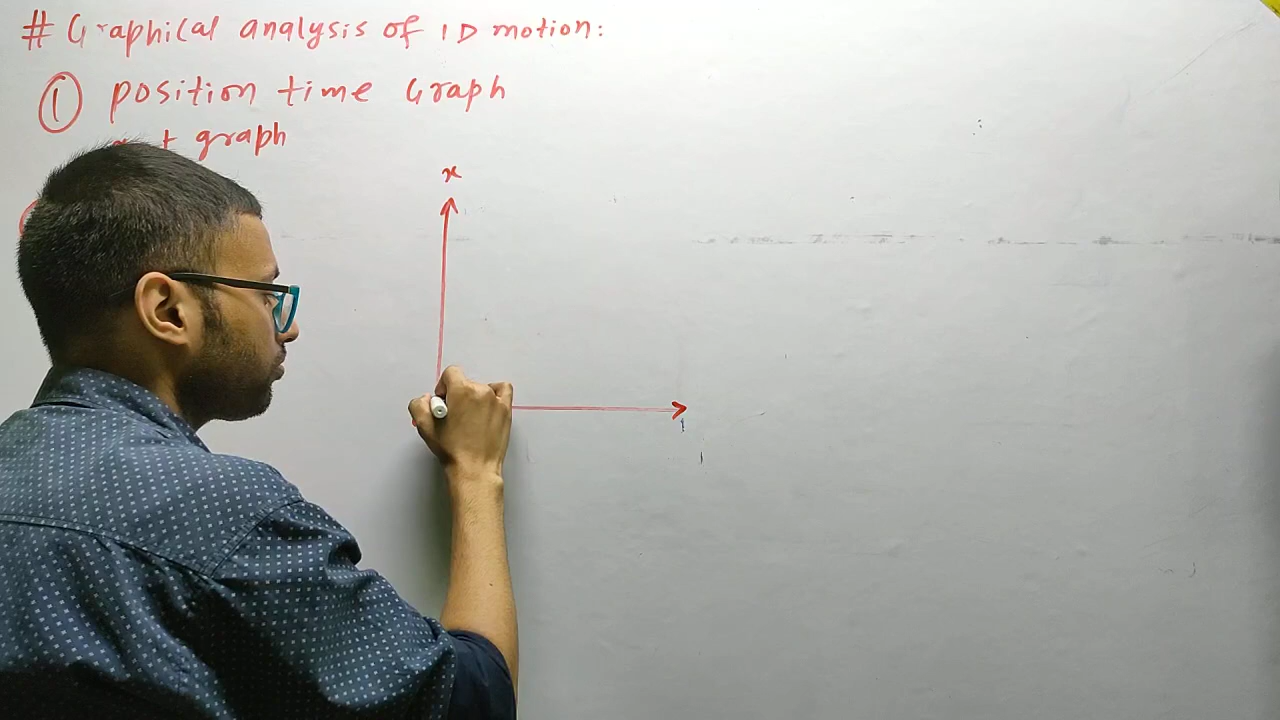 # Graphical analysis of 1D motion:
① position time Graph
graph
x